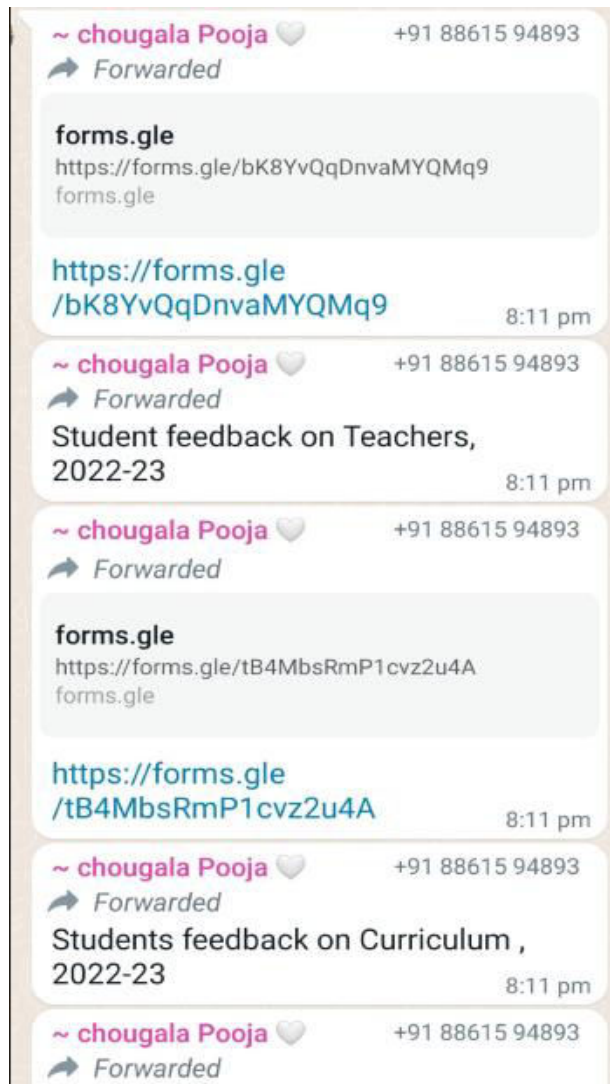 ~ chougala Pooja 🤍 +91 88615 94893
Forwarded
forms.gle
https://forms.gle/bK8YvQqDnvaMYQMq9
forms.gle
https://forms.gle
/bK8YvQqDnvaMYQMq9
8:11 pm
~ chougala Pooja 🤍 +91 88615 94893
Forwarded
Student feedback on Teachers,
2022-23
8:11 pm
~ chougala Pooja 🤍 +91 88615 94893
Forwarded
forms.gle
https://forms.gle/tB4MbsRmP1cvz2u4A
forms.gle
https://forms.gle
/tB4MbsRmP1cvz2u4A
8:11 pm
~ chougala Pooja 🤍 +91 88615 94893
Forwarded
Students feedback on Curriculum ,
2022-23
8:11 pm
~ chougala Pooja 🤍 +91 88615 94893
Forwarded